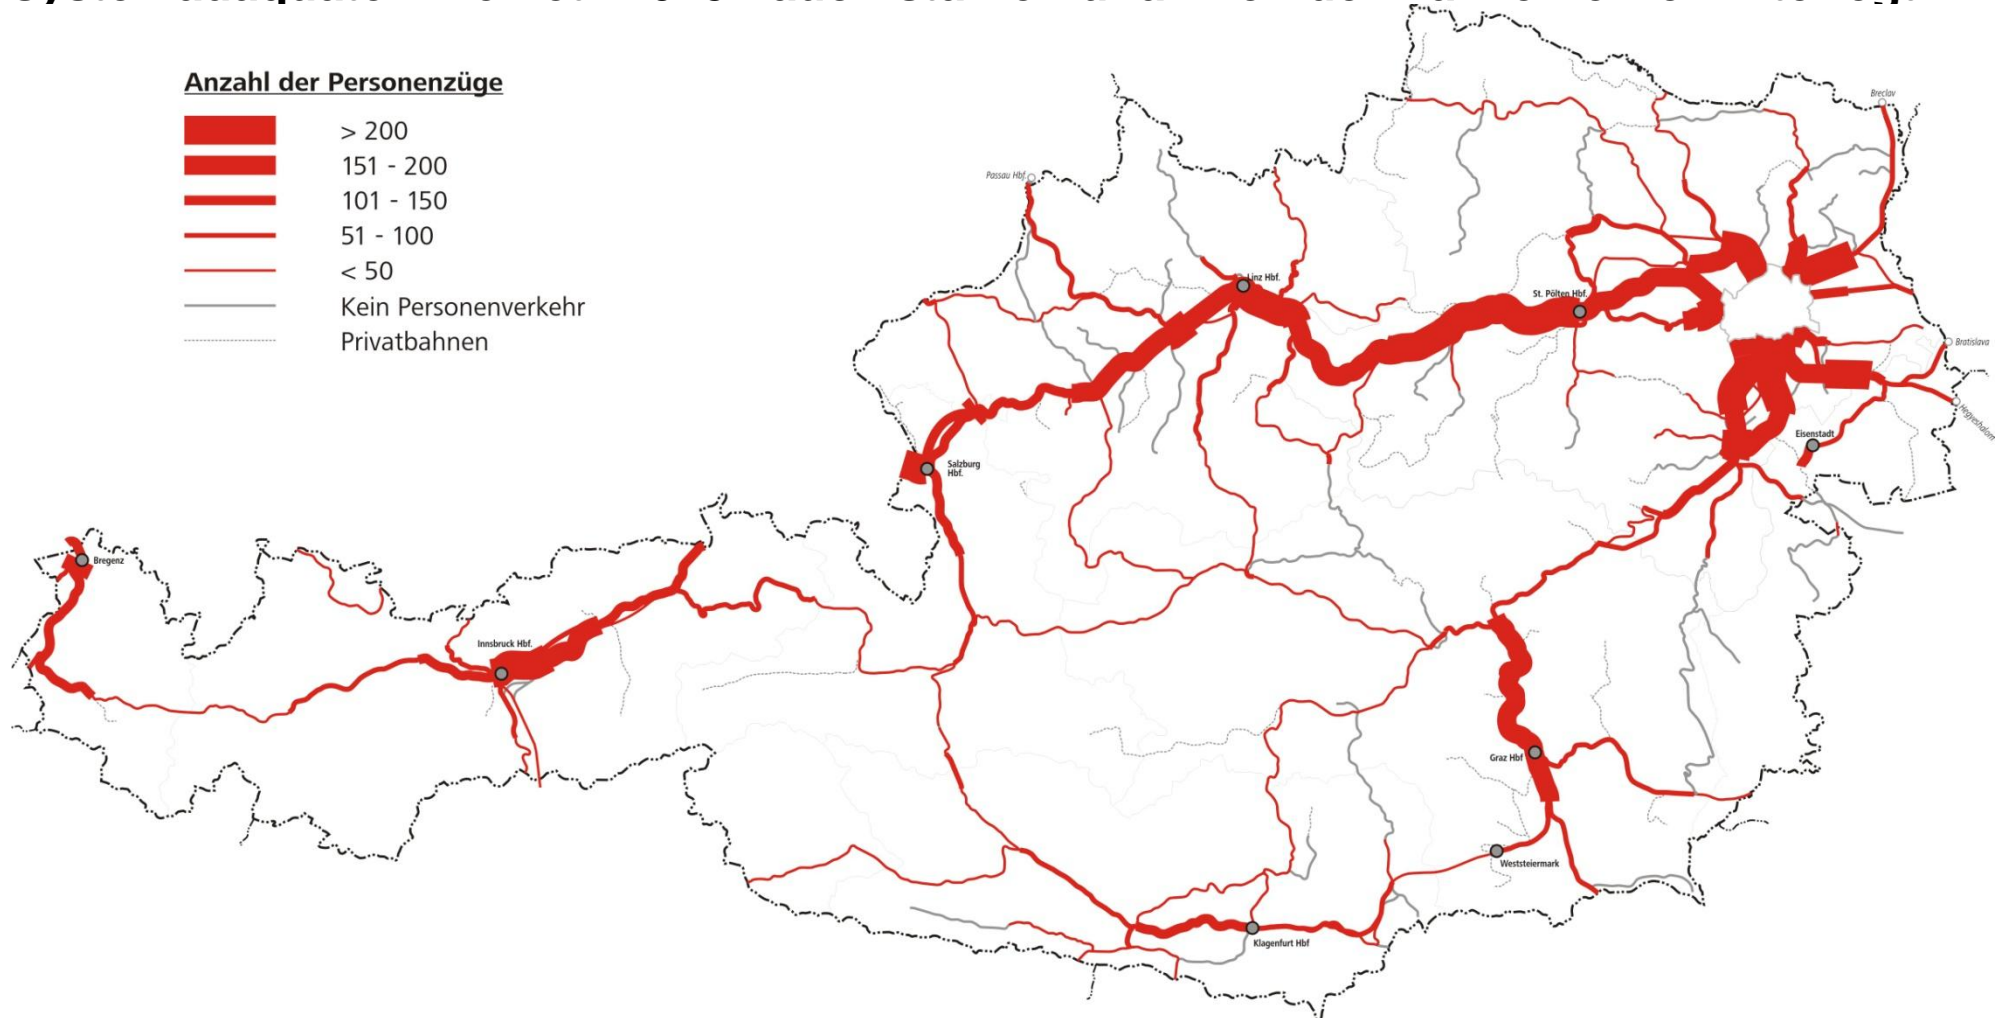 Anzahl der Personenzüge
> 200
151 - 200
101 - 150
51 - 100
< 50
Kein Personenverkehr
Privatbahnen
Breclav
Passau Hbf.
Linz Hbf.
St. Pölten Hbf.
Bratislava
Hegyeshalom
Eisenstadt
Salzburg
Hbf.
Bregenz
Innsbruck Hbf.
Graz Hbf
Weststeiermark
Klagenfurt Hbf